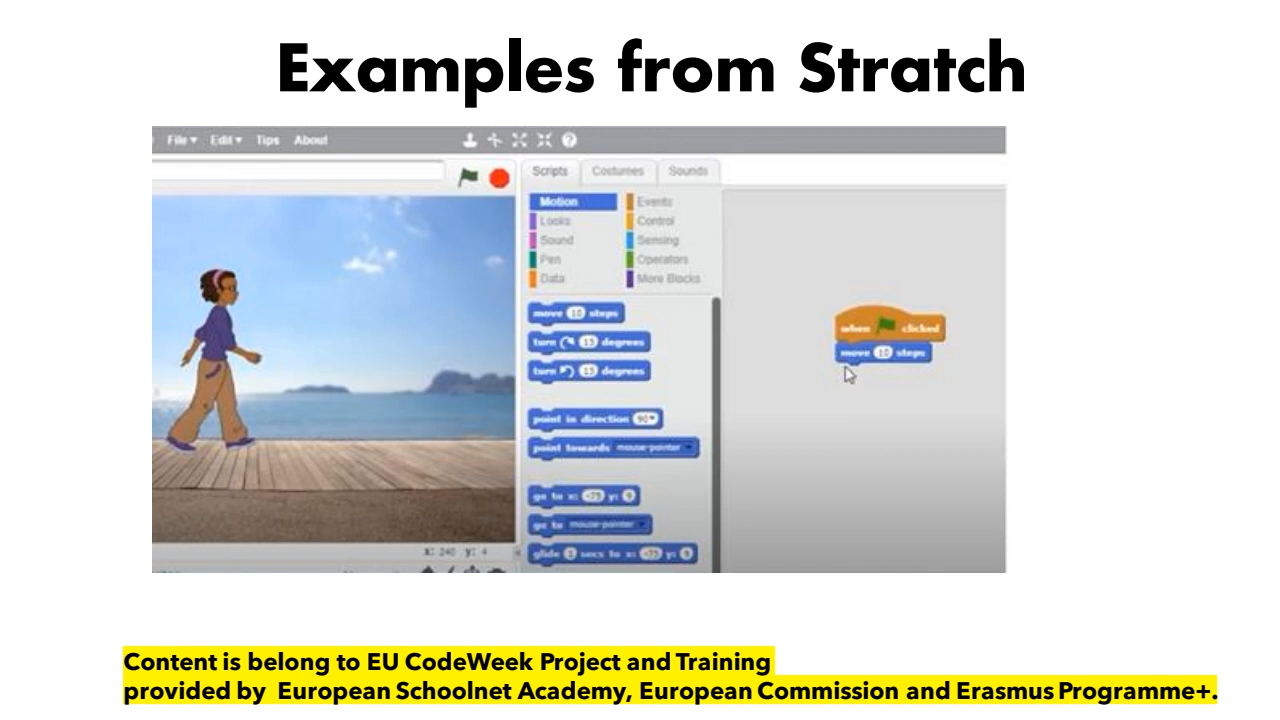 Examples from Stratch
File Edit Tips About
Scripts Costumes Sounds
Motion Events
Looks Control
Sound Sensing
Pen Operators
Data More Blocks
move 10 steps
turn 15 degrees
turn 15 degrees
point in direction 90
point towards mouse-pointer
go to x: -75 y: 9
go to mouse-pointer
glide 1 secs to x: -75 y: 9
when clicked
move 10 steps
x: 240 y: 4
Content is belong to EU CodeWeek Project and Training
provided by European Schoolnet Academy, European Commission and Erasmus Programme+.